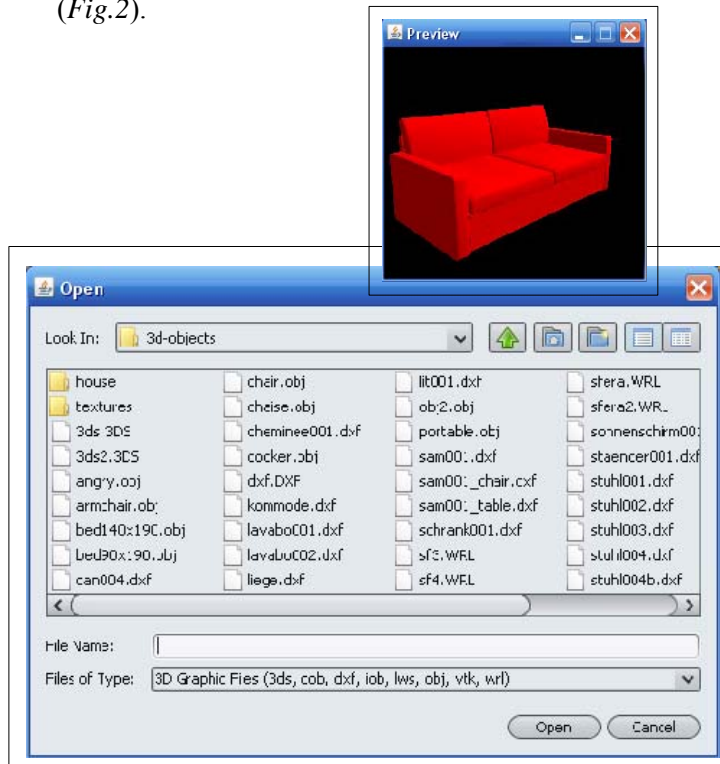 (Fig.2).
Preview
Open
Look In: 3d-objects
house
textures
3ds.3DS
3ds2.3DS
angry.obj
armchair.obj
bed140x190.obj
bed90x190.obj
can004.dxf
chair.obj
chaise.obj
cheminee001.dxf
cocker.obj
dxf.DXF
kommode.dxf
lavabo001.dxf
lavabo002.dxf
liege.dxf
lit001.dxf
obj2.obj
portable.obj
sam001.dxf
sam001_chair.dxf
sam001_table.dxf
schrank001.dxf
sf3.WRL
sf4.WRL
sfera.WRL
sfera2.WRL
sonnenschirm00
staender001.dxf
stuhl001.dxf
stuhl002.dxf
stuhl003.dxf
stuhl004.dxf
stuhl004b.dxf
File Name:
Files of Type: 3D Graphic Files (3ds, cob, dxf, iob, lws, obj, vtk, wrl)
Open Cancel